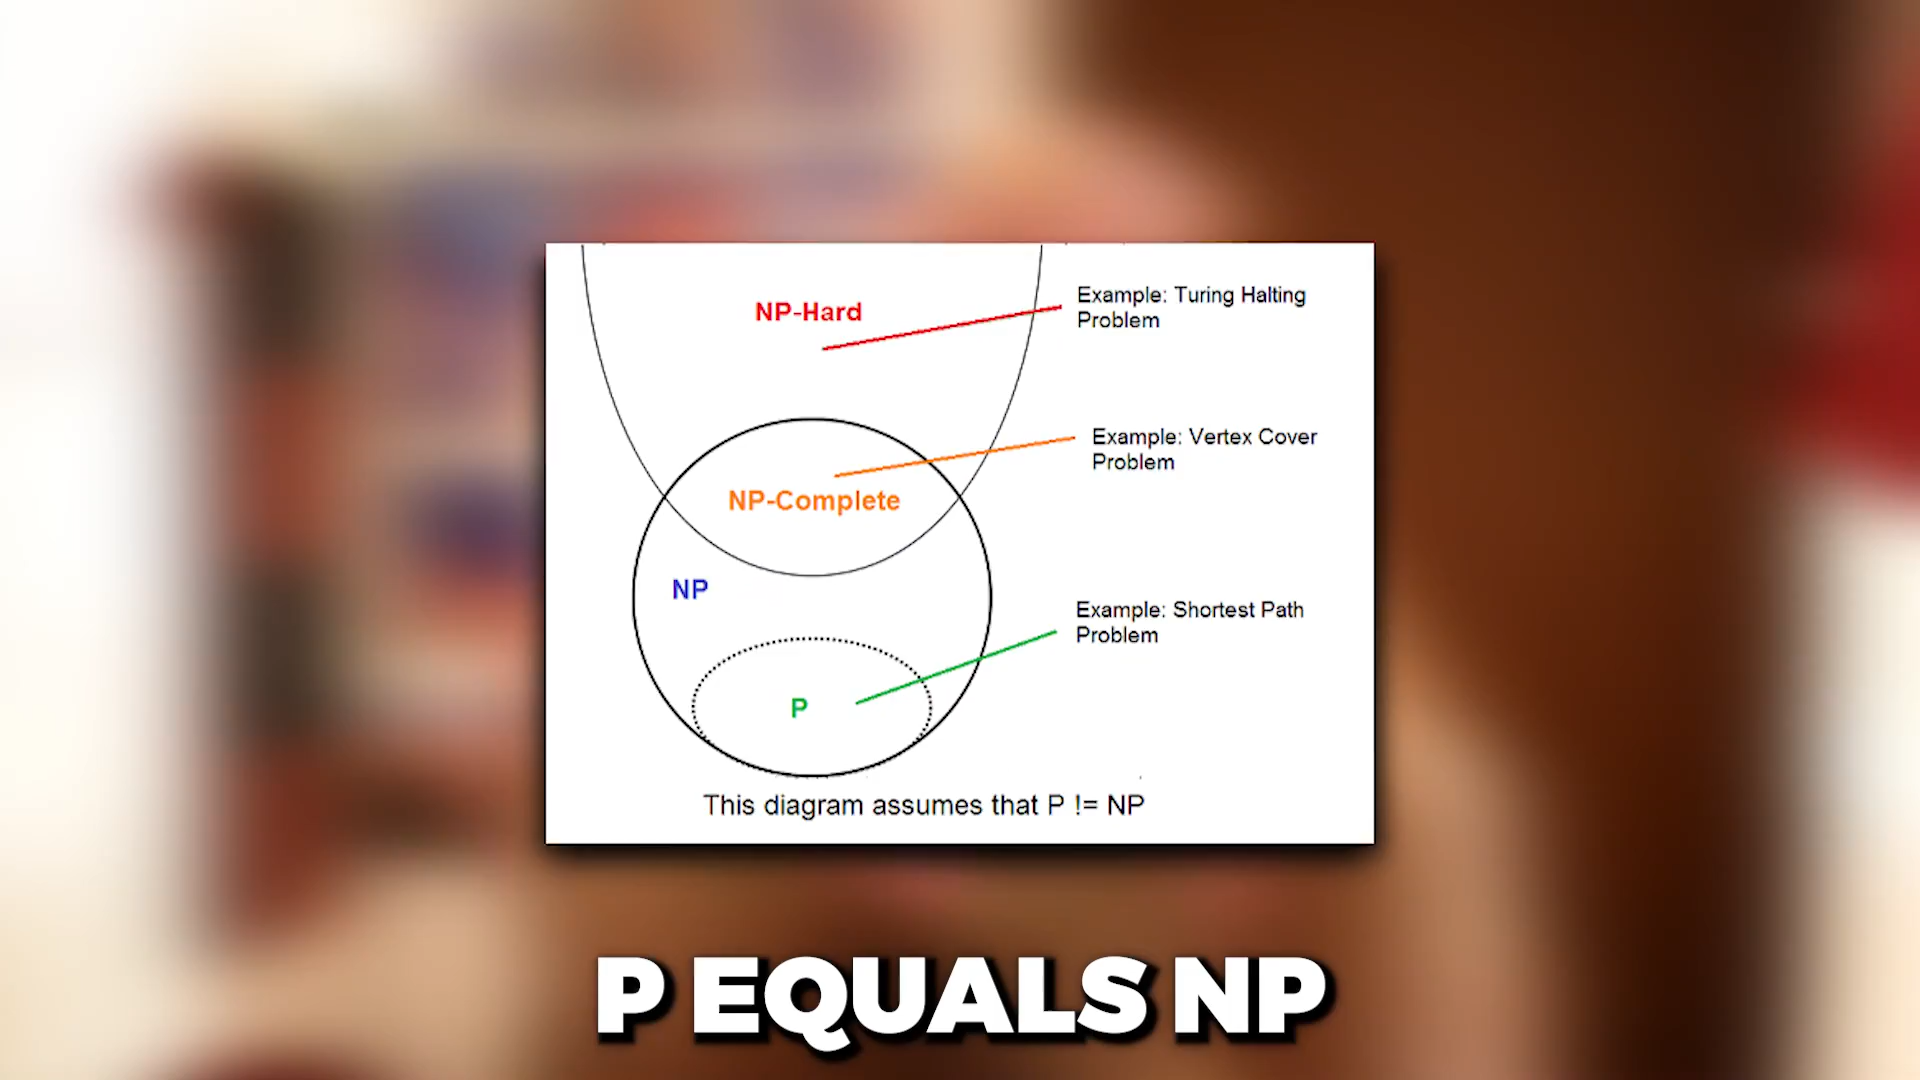 NP-Hard
Example: Turing Halting
Problem
Example: Vertex Cover
Problem
NP-Complete
NP
Example: Shortest Path
Problem
P
This diagram assumes that P != NP
P EQUALS NP